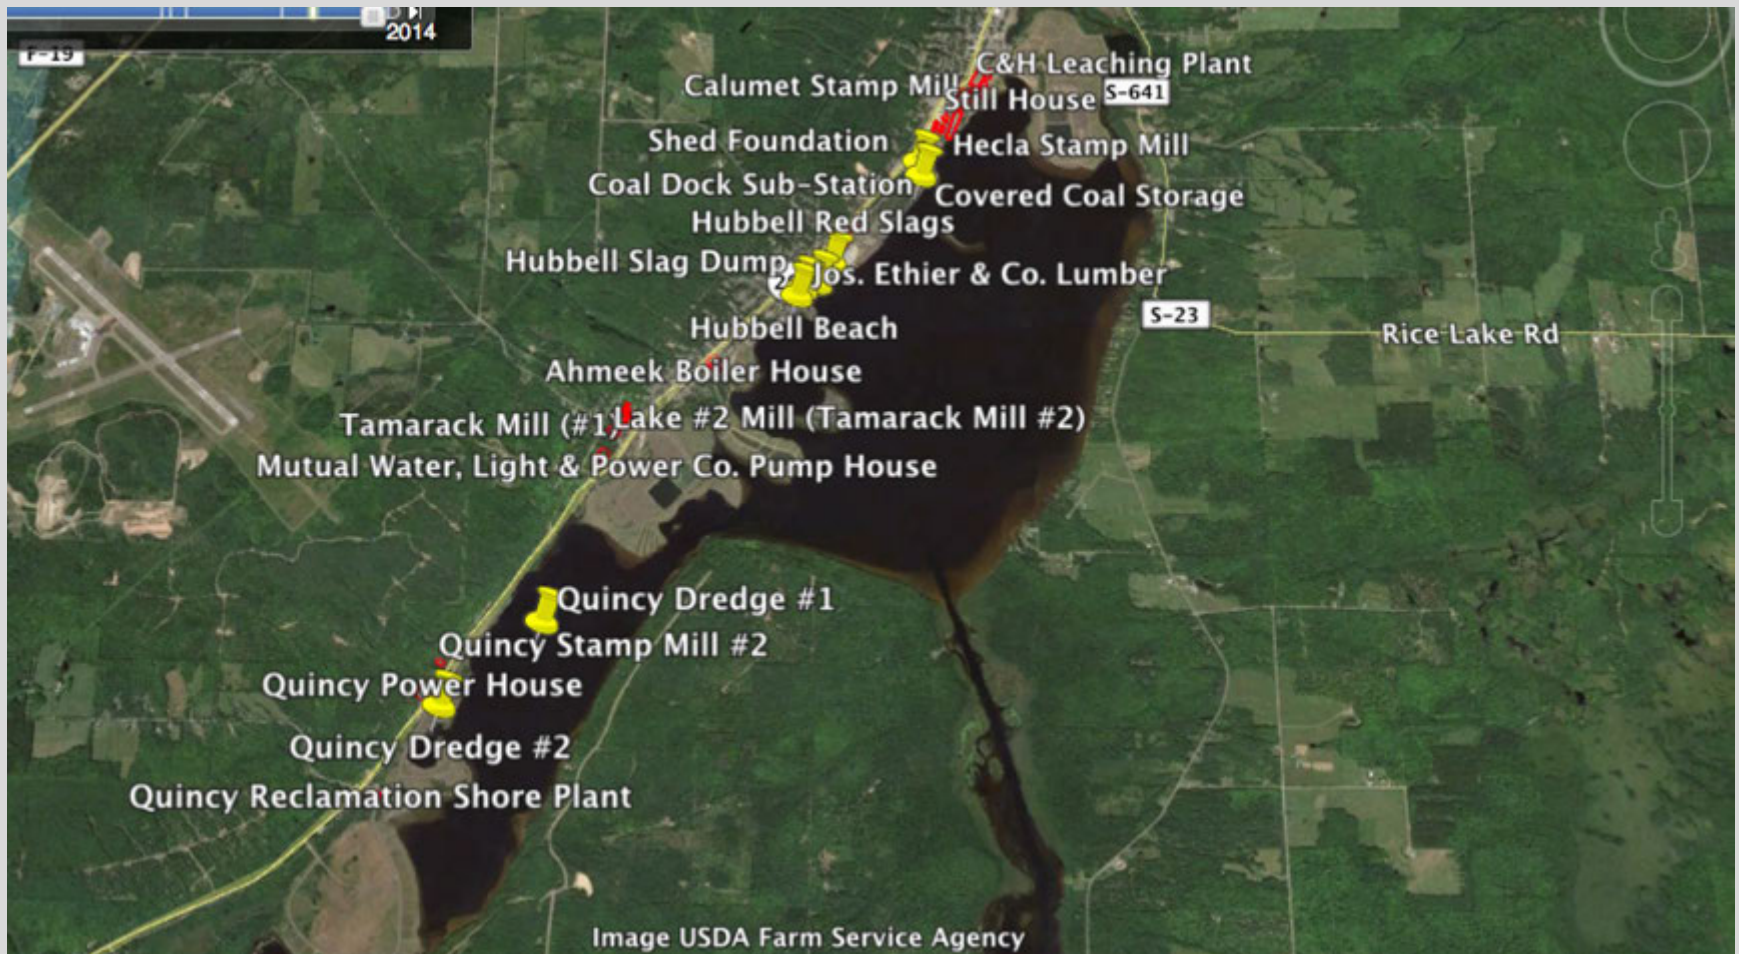 2014
F-19
C&H Leaching Plant
Calumet Stamp Mill
Still House
S-641
Shed Foundation
Hecla Stamp Mill
Coal Dock Sub-Station
Covered Coal Storage
Hubbell Red Slags
Hubbell Slag Dump
Jos. Ethier & Co. Lumber
S-23
Hubbell Beach
Rice Lake Rd
Ahmeek Boiler House
Tamarack Mill (#1)
Lake #2 Mill (Tamarack Mill #2)
Mutual Water, Light & Power Co. Pump House
Quincy Dredge #1
Quincy Stamp Mill #2
Quincy Power House
Quincy Dredge #2
Quincy Reclamation Shore Plant
Image USDA Farm Service Agency